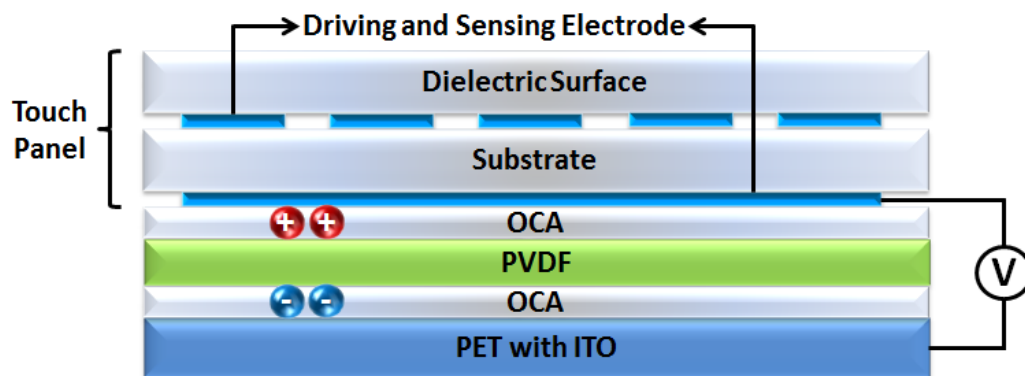 Driving and Sensing Electrode
Dielectric Surface
Touch
Panel
Substrate
+ +
OCA
PVDF
- -
OCA
V
PET with ITO